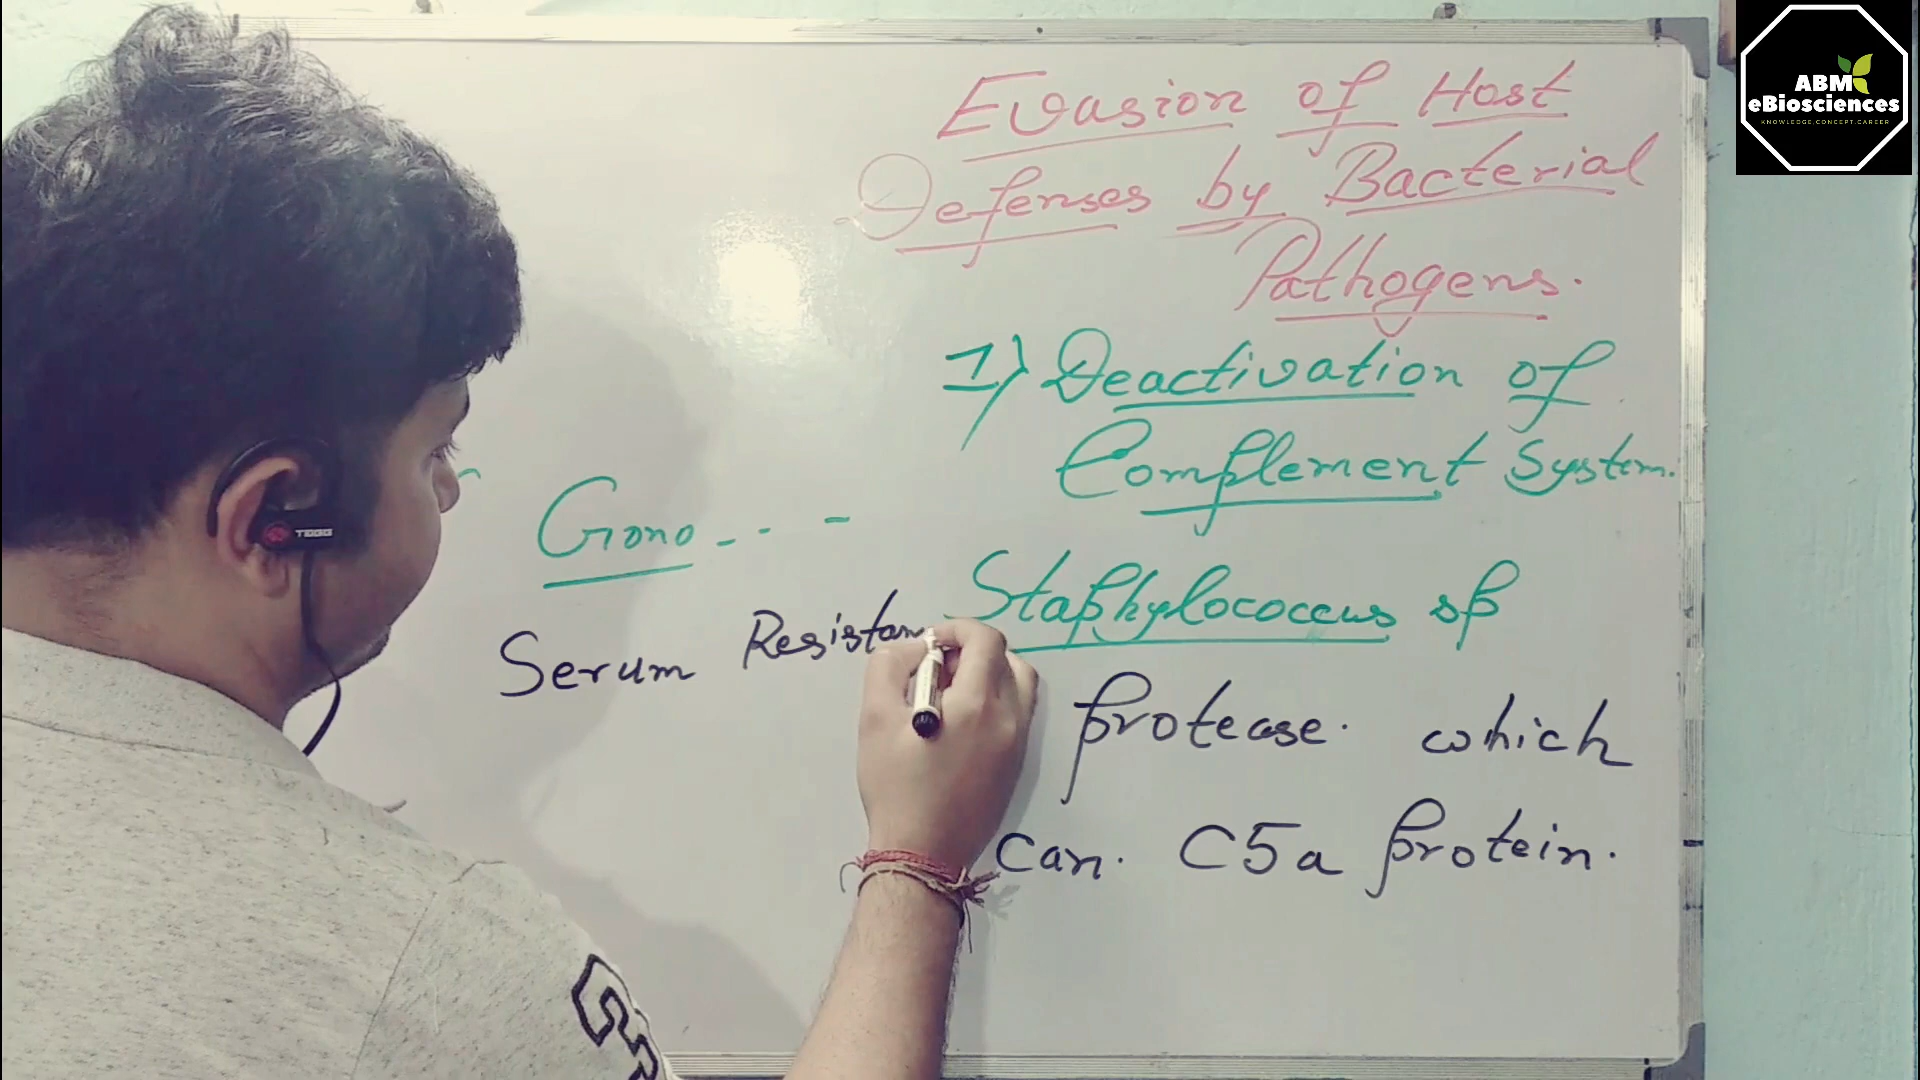 Evasion of Host
Defenses by Bacterial
Pathogens.
1) Deactivation of
Complement System.
Staphylococcus sp
protease. which
can. C5a protein.
Gono - - -
Serum Resistan
ABM
eBiosciences
KNOWLEDGE.CONCEPT.CAREER